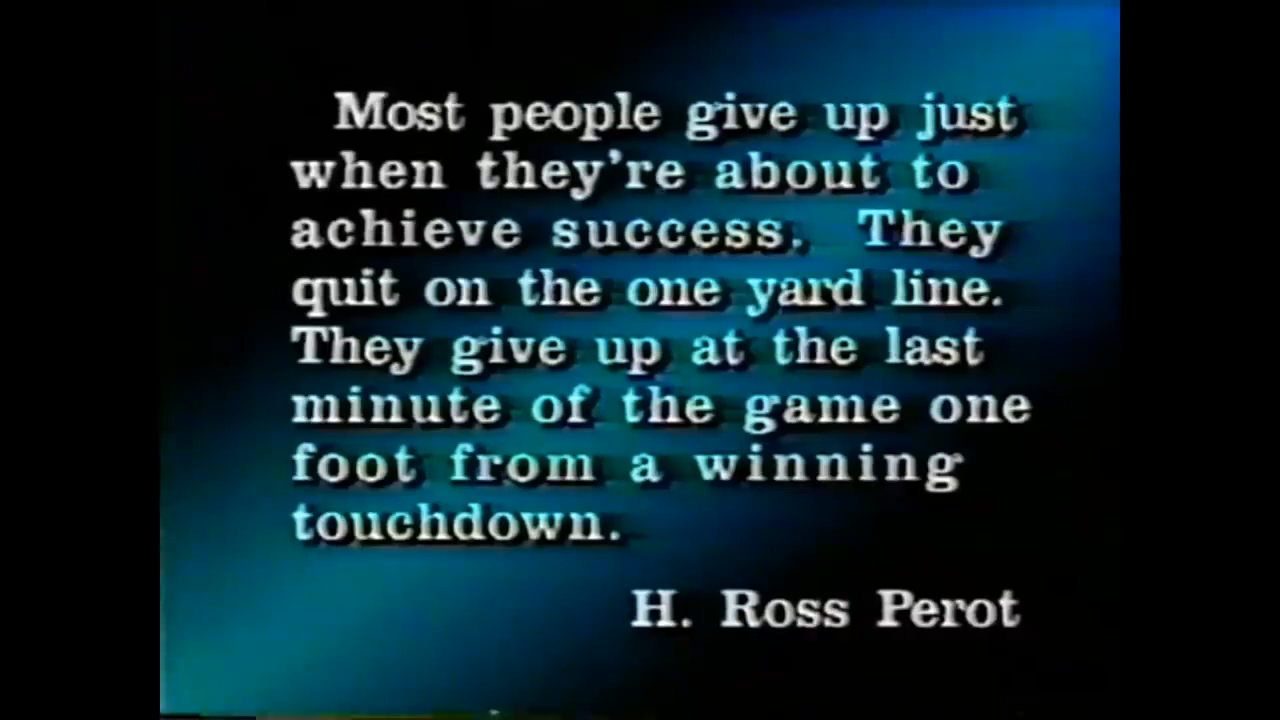 Most people give up just
when they're about to
achieve success.  They
quit on the one yard line.
They give up at the last
minute of the game one
foot from a winning
touchdown.
H. Ross Perot